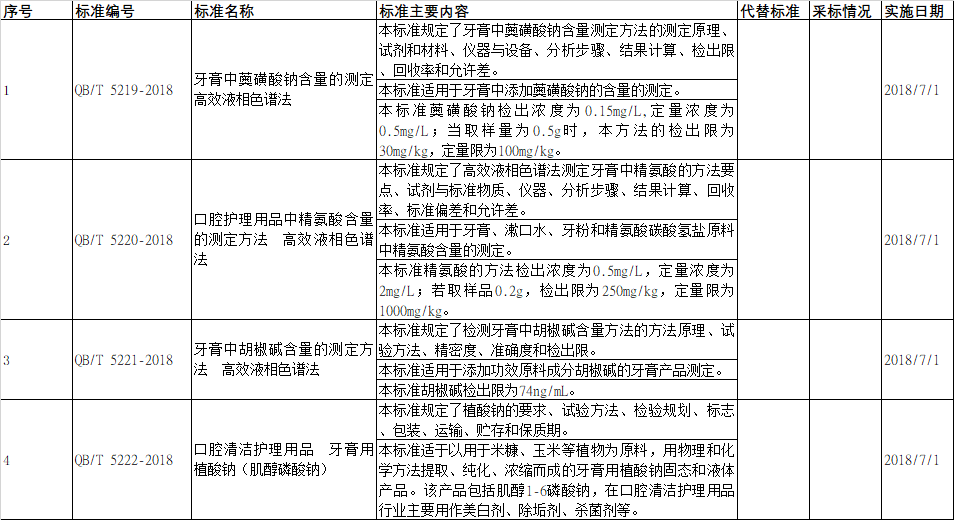 序号 标准编号 标准名称 标准主要内容 代替标准 采标情况 实施日期
本标准规定了牙膏中薁磺酸钠含量测定方法的测定原理、
试剂和材料、仪器与设备、分析步骤、结果计算、检出限
、回收率和允许差。
1 QB/T 5219-2018 牙膏中薁磺酸钠含量的测定
高效液相色谱法
本标准适用于牙膏中添加薁磺酸钠的含量的测定。
2018/7/1
本标准薁磺酸钠检出浓度为0.15mg/L,定量浓度为
0.5mg/L；当取样量为0.5g时，本方法的检出限为
30mg/kg，定量限为100mg/kg。
本标准规定了高效液相色谱法测定牙膏中精氨酸的方法要
点、试剂与标准物质、仪器、分析步骤、结果计算、回收
率、标准偏差和允许差。
2 QB/T 5220-2018 口腔护理用品中精氨酸含量
的测定方法　高效液相色谱
法
本标准适用于牙膏、漱口水、牙粉和精氨酸碳酸氢盐原料
中精氨酸含量的测定。
2018/7/1
本标准精氨酸的方法检出浓度为0.5mg/L，定量浓度为
2mg/L；若取样品0.2g，检出限为250mg/kg，定量限为
1000mg/kg。
本标准规定了检测牙膏中胡椒碱含量方法的方法原理、试
验方法、精密度、准确度和检出限。
3 QB/T 5221-2018 牙膏中胡椒碱含量的测定方
法　高效液相色谱法
本标准适用于添加功效原料成分胡椒碱的牙膏产品测定。
2018/7/1
本标准胡椒碱检出限为74ng/mL。
本标准规定了植酸钠的要求、试验方法、检验规划、标志
、包装、运输、贮存和保质期。
4 QB/T 5222-2018 口腔清洁护理用品　牙膏用
植酸钠（肌醇磷酸钠）
本标准适于以用于米糠、玉米等植物为原料，用物理和化
学方法提取、纯化、浓缩而成的牙膏用植酸钠固态和液体
产品。该产品包括肌醇1-6磷酸钠，在口腔清洁护理用品
行业主要用作美白剂、除垢剂、杀菌剂等。
2018/7/1